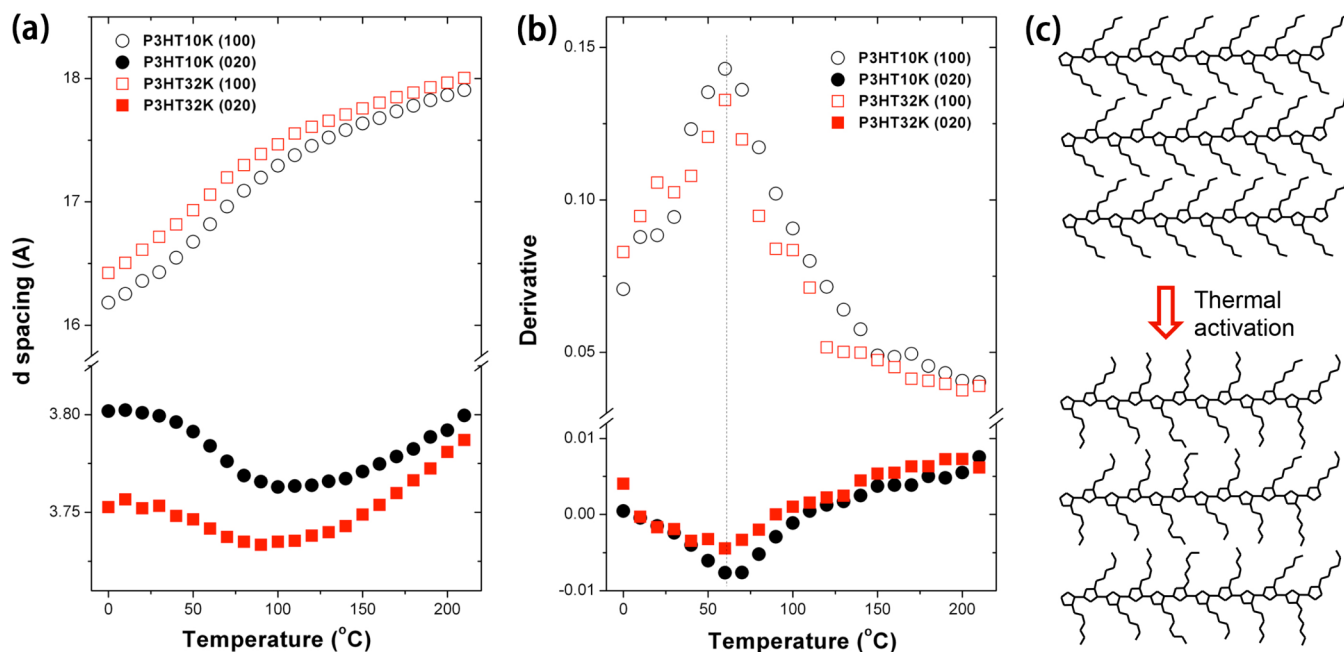 (a)
P3HT10K (100)
P3HT10K (020)
P3HT32K (100)
P3HT32K (020)
18
17
16
3.80
3.75
d spacing (A)
0 50 100 150 200
Temperature (°C)
(b)
P3HT10K (100)
P3HT10K (020)
P3HT32K (100)
P3HT32K (020)
0.15
0.10
0.05
0.01
0.00
-0.01
Derivative
0 50 100 150 200
Temperature (°C)
(c)
Thermal
activation